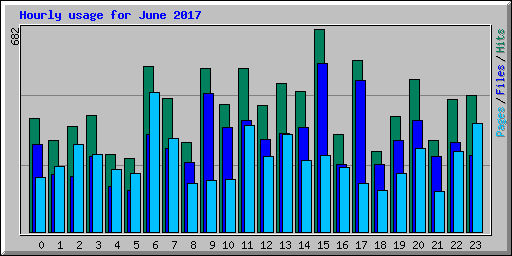 Hourly usage for June 2017
682
Pages/Files/Hits
0 1 2 3 4 5 6 7 8 9 10 11 12 13 14 15 16 17 18 19 20 21 22 23